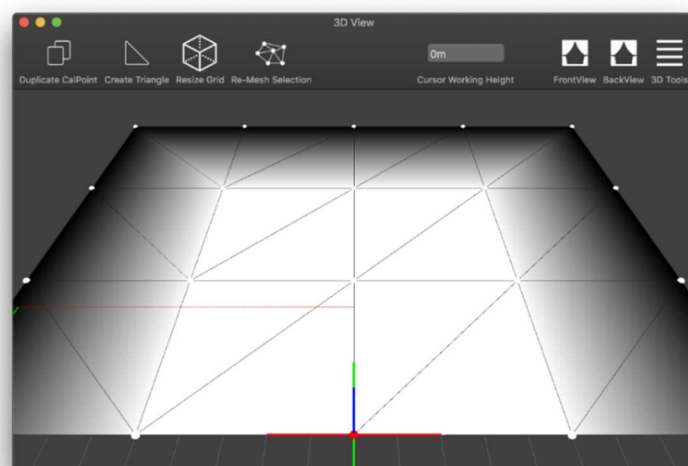 3D View
0m
Duplicate CalPoint Create Triangle Resize Grid Re-Mesh Selection Cursor Working Height FrontView BackView 3D Tools